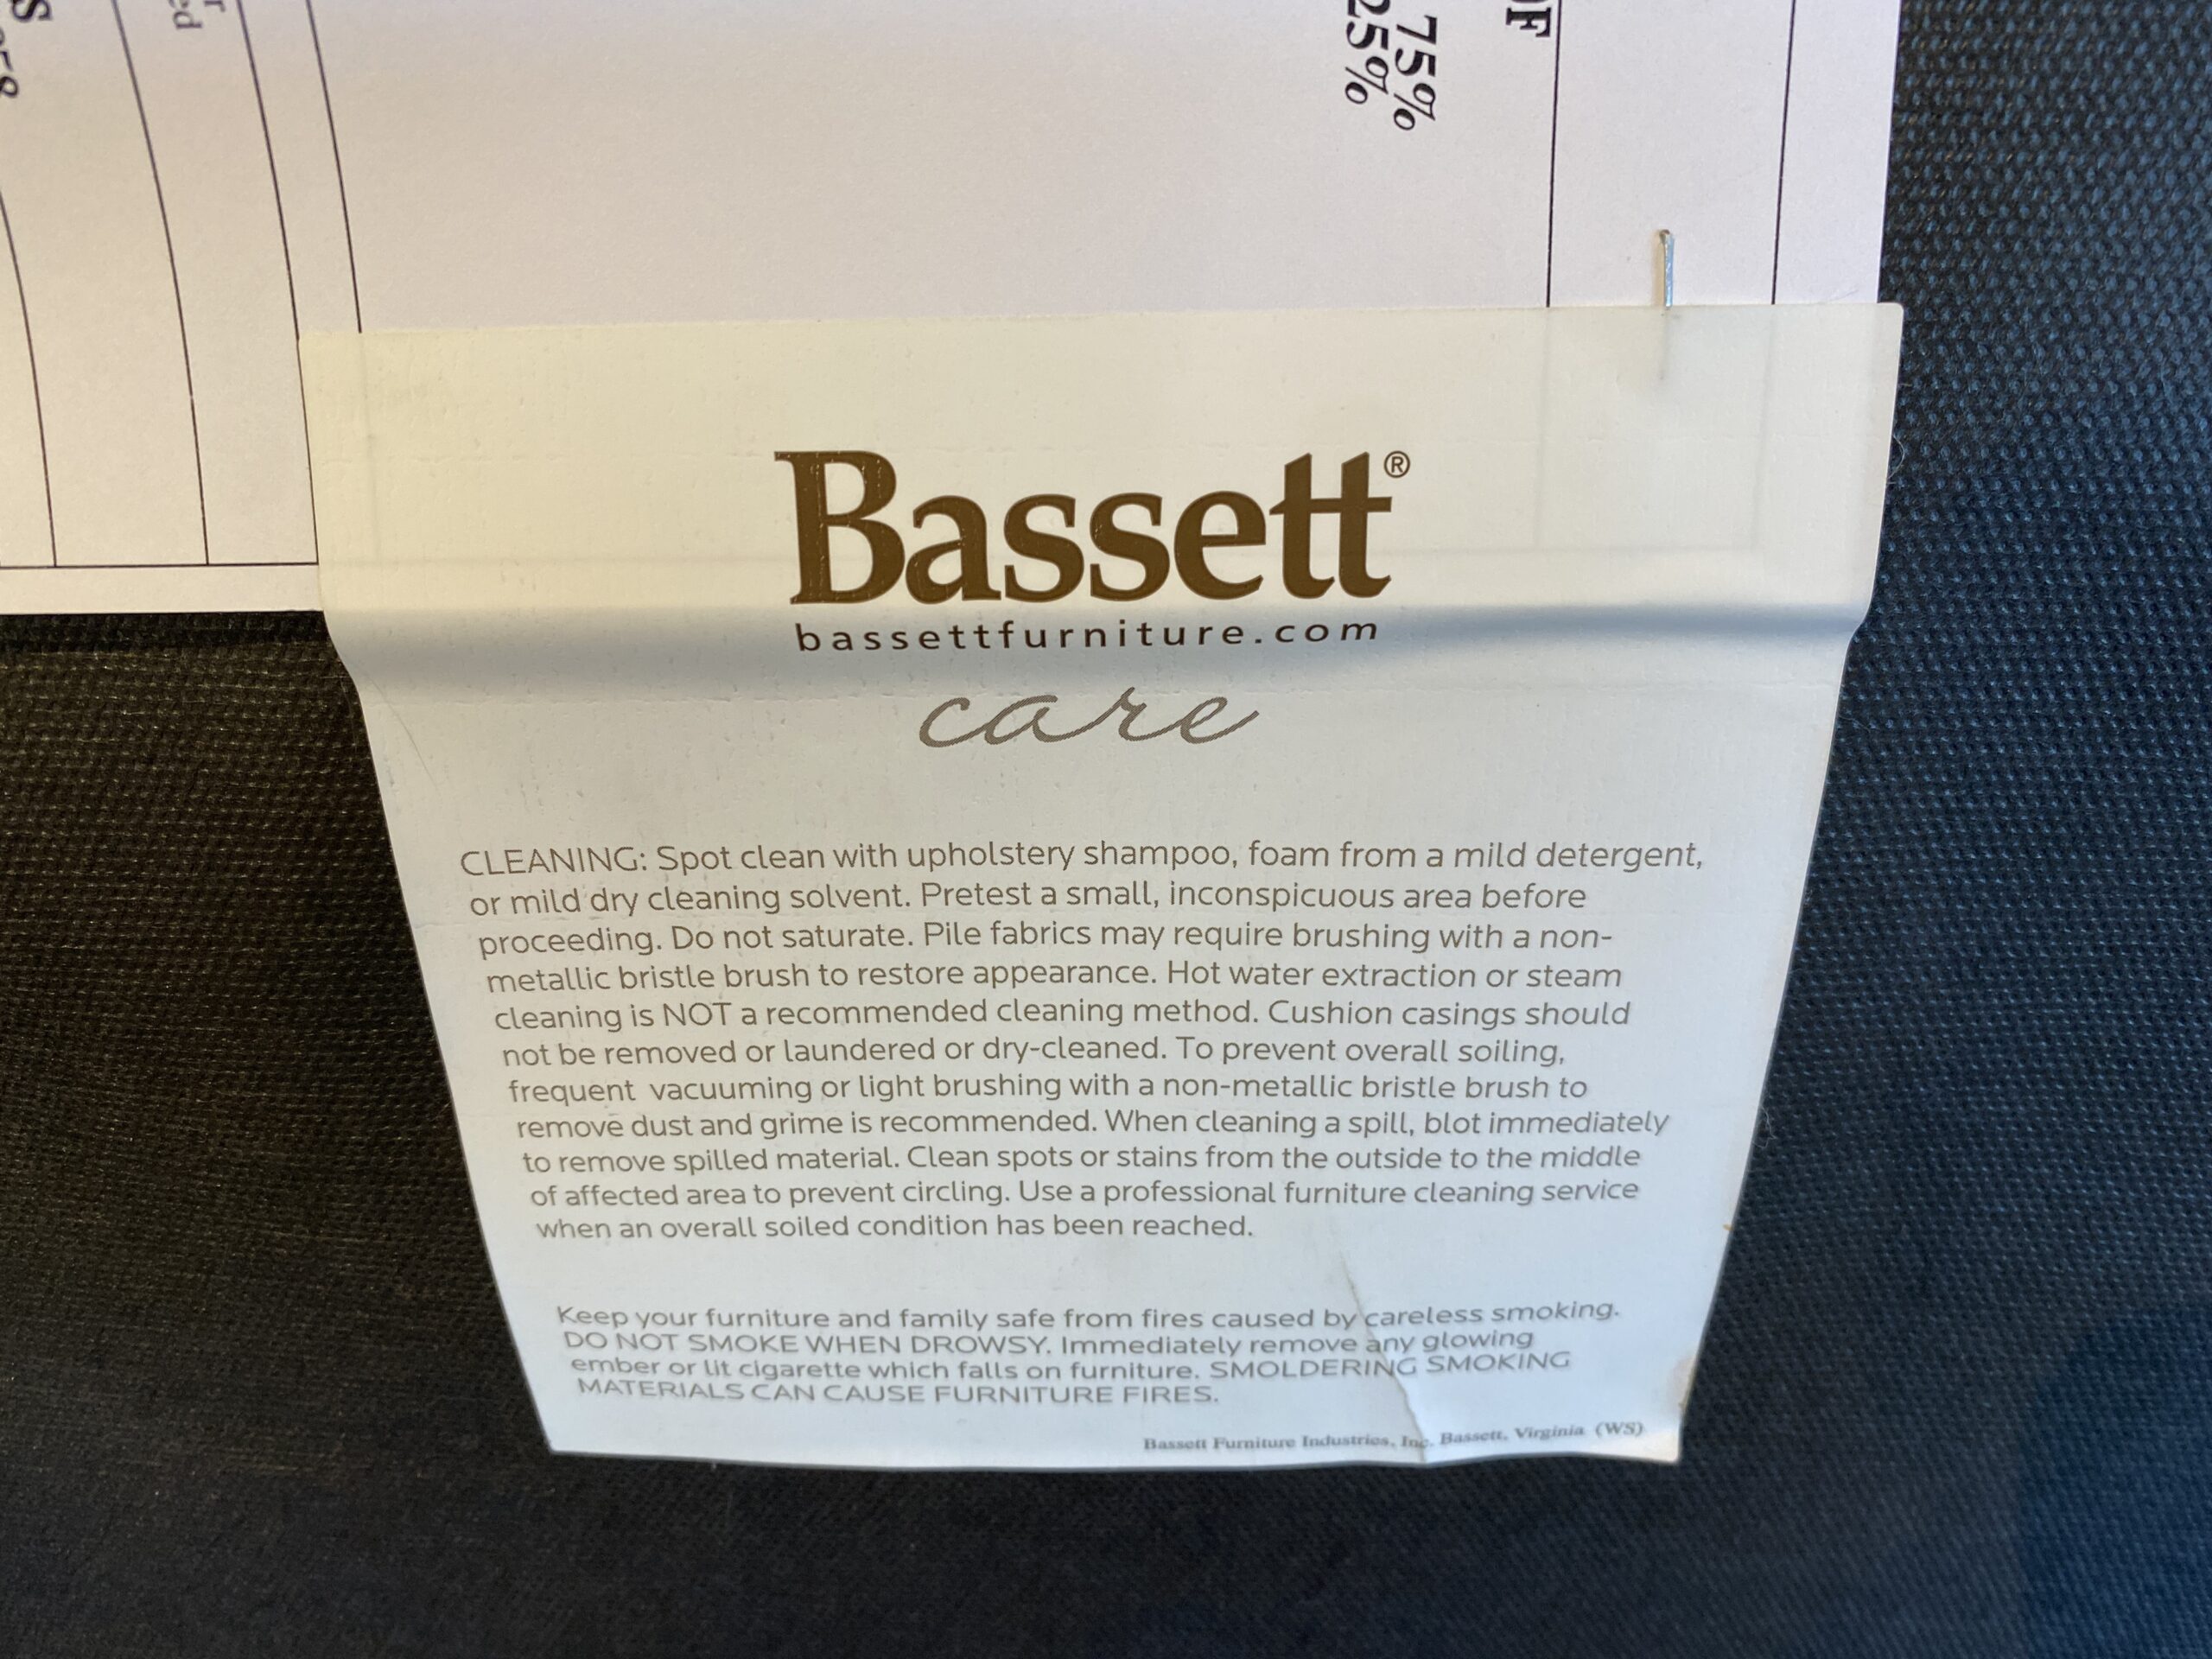 75%
25%
Bassett®
bassettfurniture.com
care
CLEANING: Spot clean with upholstery shampoo, foam from a mild detergent,
or mild dry cleaning solvent. Pretest a small, inconspicuous area before
proceeding. Do not saturate. Pile fabrics may require brushing with a non-
metallic bristle brush to restore appearance. Hot water extraction or steam
cleaning is NOT a recommended cleaning method. Cushion casings should
not be removed or laundered or dry-cleaned. To prevent overall soiling,
frequent vacuuming or light brushing with a non-metallic bristle brush to
remove dust and grime is recommended. When cleaning a spill, blot immediately
to remove spilled material. Clean spots or stains from the outside to the middle
of affected area to prevent circling. Use a professional furniture cleaning service
when an overall soiled condition has been reached.
Keep your furniture and family safe from fires caused by careless smoking.
DO NOT SMOKE WHEN DROWSY. Immediately remove any glowing
ember or lit cigarette which falls on furniture. SMOLDERING SMOKING
MATERIALS CAN CAUSE FURNITURE FIRES.
Bassett Furniture Industries, Inc. Bassett, Virginia (WS)